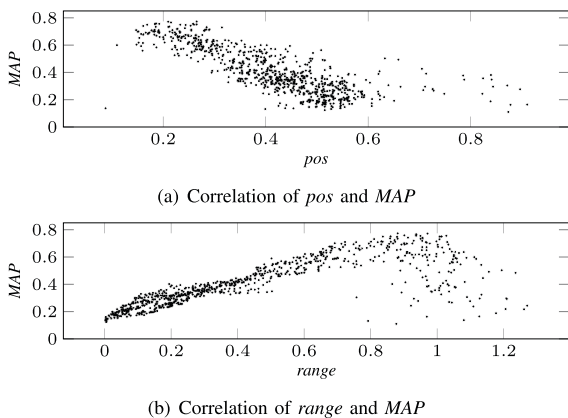 0.8
0.6
0.4
0.2
0
MAP
0.2 0.4 0.6 0.8
pos
(a) Correlation of pos and MAP
0.8
0.6
0.4
0.2
0
MAP
0 0.2 0.4 0.6 0.8 1 1.2
range
(b) Correlation of range and MAP